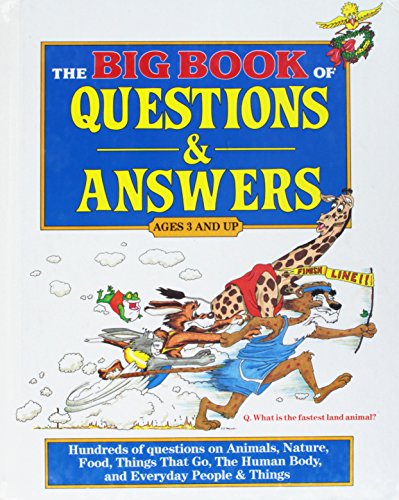 THE BIG BOOK OF
QUESTIONS
&
ANSWERS
AGES 3 AND UP
FINISH LINE!!
Q. What is the fastest land animal?
Hundreds of questions on Animals, Nature,
Food, Things That Go, The Human Body,
and Everyday People & Things